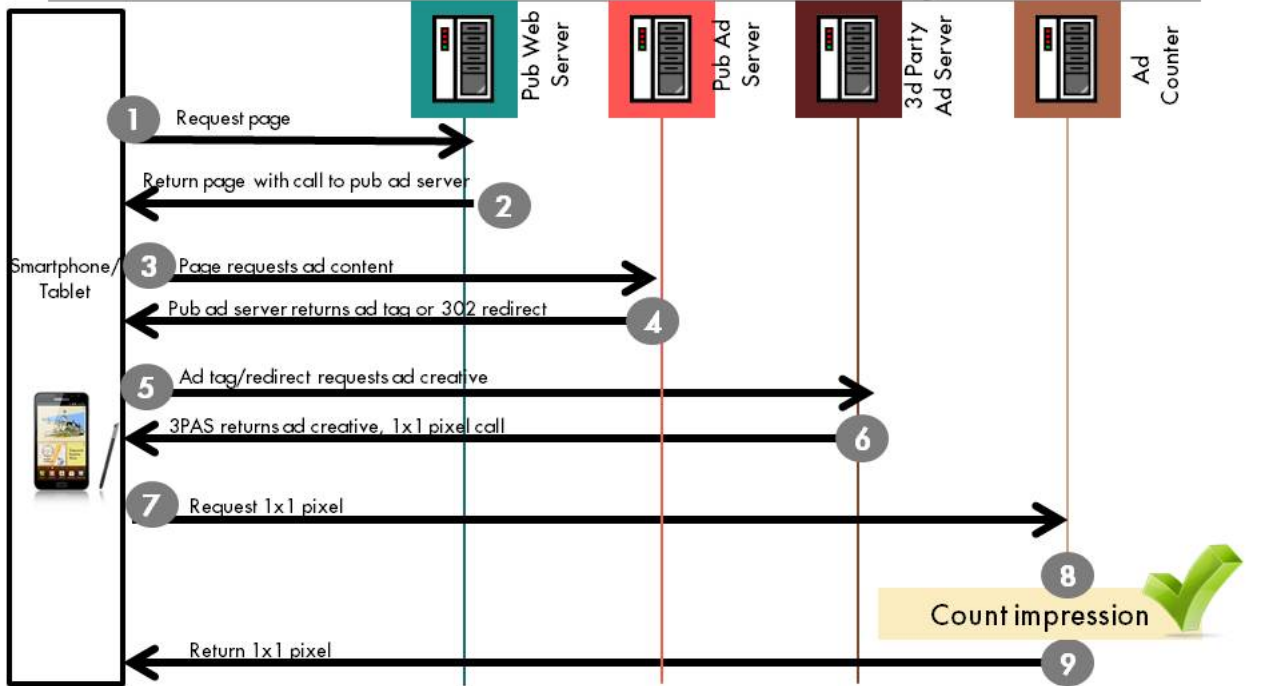 Pub Web
Server
Pub Ad
Server
3d Party
Ad Server
Ad
Counter
1
Request page
Return page with call to pub ad server
2
Smartphone/
Tablet
3
Page requests ad content
Pub ad server returns ad tag or 302 redirect
4
5
Ad tag/redirect requests ad creative
3PAS returns ad creative, 1x1 pixel call
6
7
Request 1x1 pixel
8
Count impression
Return 1x1 pixel
9